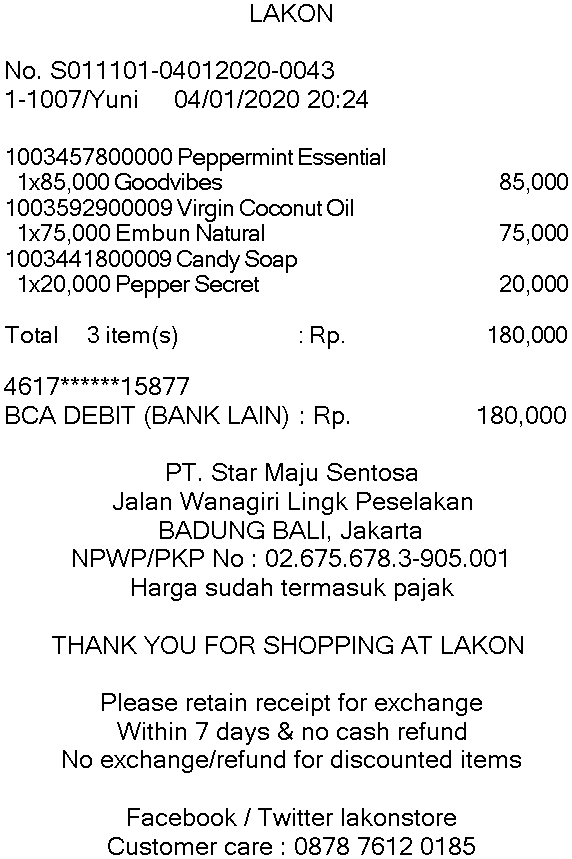 LAKON
No. S011101-04012020-0043
1-1007/Yuni 04/01/2020 20:24
1003457800000 Peppermint Essential
1x85,000 Goodvibes 85,000
1003592900009 Virgin Coconut Oil
1x75,000 Embun Natural 75,000
1003441800009 Candy Soap
1x20,000 Pepper Secret 20,000
Total 3 item(s) : Rp. 180,000
4617******15877
BCA DEBIT (BANK LAIN) : Rp. 180,000
PT. Star Maju Sentosa
Jalan Wanagiri Lingk Peselakan
BADUNG BALI, Jakarta
NPWP/PKP No : 02.675.678.3-905.001
Harga sudah termasuk pajak
THANK YOU FOR SHOPPING AT LAKON
Please retain receipt for exchange
Within 7 days & no cash refund
No exchange/refund for discounted items
Facebook / Twitter lakonstore
Customer care : 0878 7612 0185